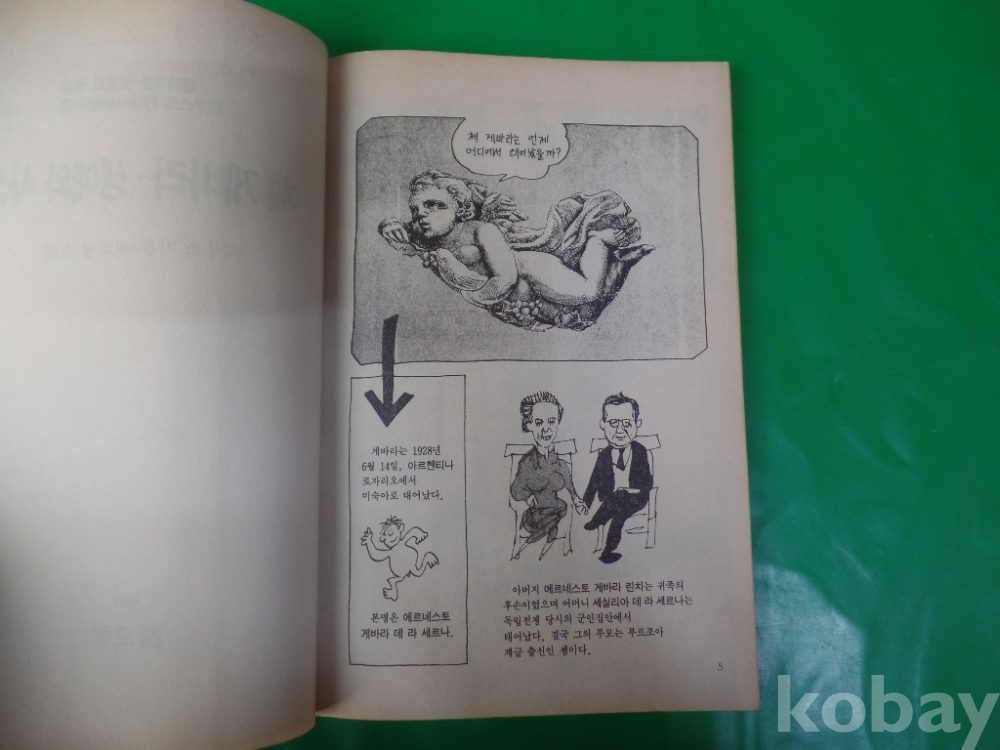 체 게바라는 언제
어디에서 태어났을까?
게바라는 1928년
6월 14일, 아르헨티나
로자리오에서
미숙아로 태어났다.
본명은 에르네스토
게바라 데 라 세르나.
아버지 에르네스토 게바라 린치는 귀족의
후손이었으며 어머니 세실리아 데 라 세르나는
독립전쟁 당시의 군인집안에서
태어났다. 결국 그의 부모는 부르조아
계급 출신인 셈이다.
5
kobay